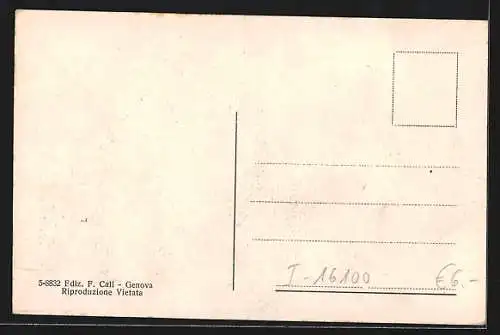 5-8832 Ediz. F. Cali - Genova
Riproduzione Vietata
I-16100 €6.-